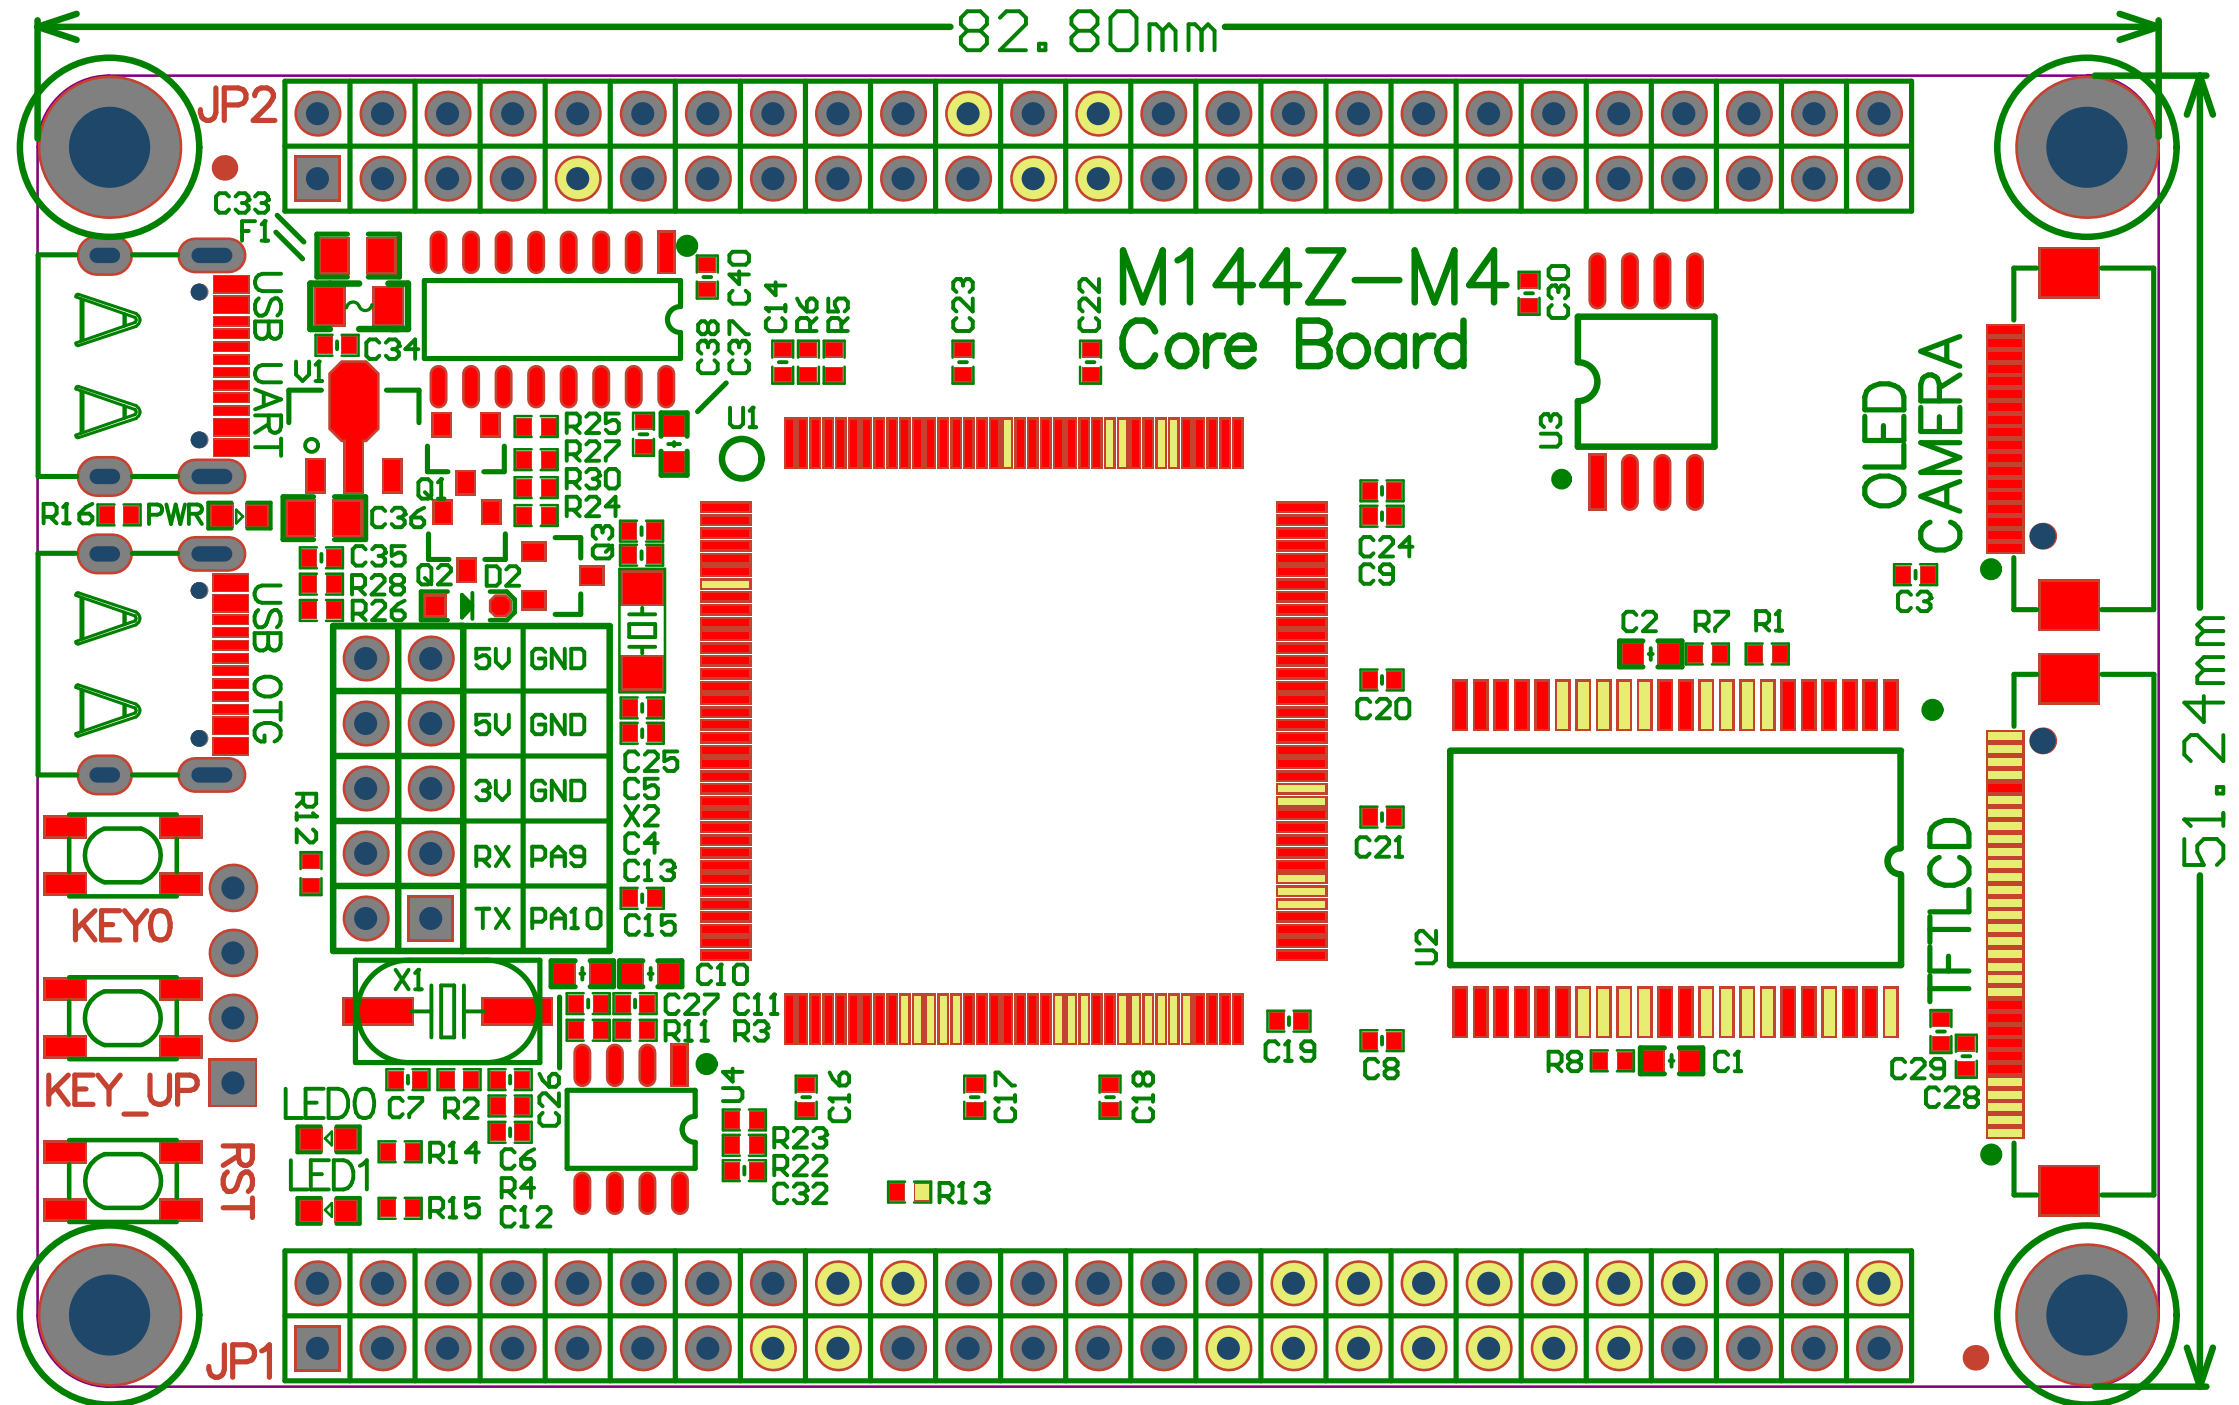 82.80mm
JP2
C33
F1
USB UART
C34
V1
C40
C38
C37
C14
R6
R5
C23
C22
M144Z-M4
Core Board
C30
U3
OLED
CAMERA
51.24mm
U1
R25
R27
R30
R24
Q1
R16
PWR
C36
Q3
C35
R28
R26
Q2
D2
C24
C9
C3
C2
R7
R1
USB OTG
5V GND
5V GND
3V GND
RX PA9
TX PA10
C25
C5
X2
C4
C13
C15
C20
C21
R12
KEY0
U2
TFTLCD
X1
C10
C27
C11
R11
R3
C19
C8
R8
C1
C29
C28
KEY_UP
LED0
C7
R2
C26
U4
C16
C17
C18
R14
R23
R22
C32
C6
R4
C12
LED1
R15
RST
R13
JP1